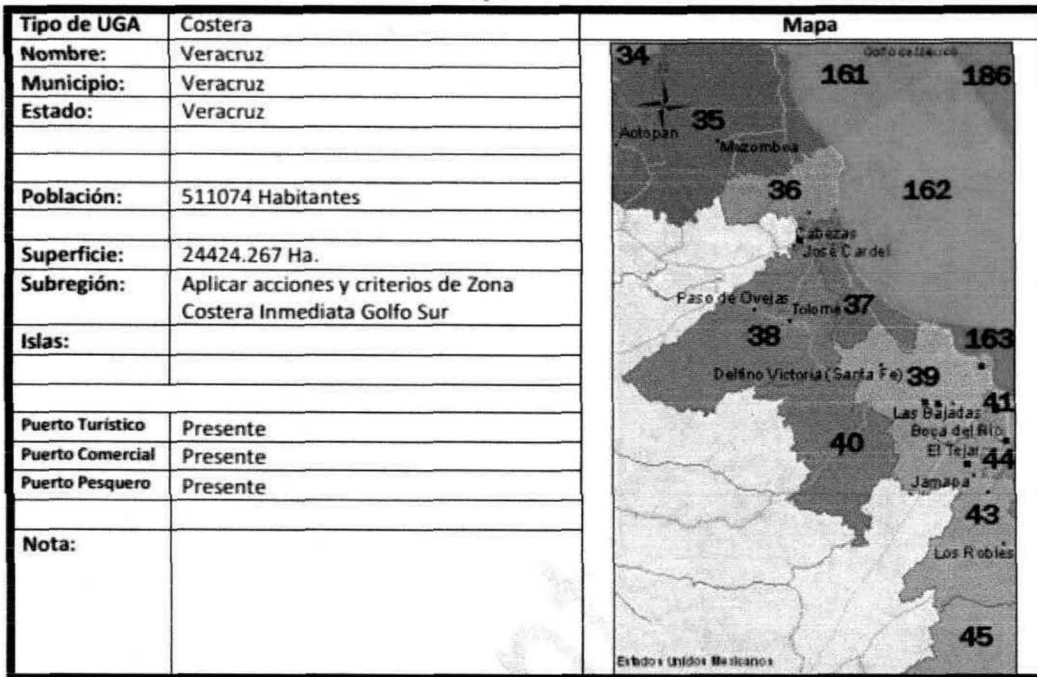 Tipo de UGA Costera Mapa
Nombre: Veracruz
Municipio: Veracruz
Estado: Veracruz
Población: 511074 Habitantes
Superficie: 24424.267 Ha.
Subregión: Aplicar acciones y criterios de Zona
Costera Inmediata Golfo Sur
Islas:
Puerto Turístico Presente
Puerto Comercial Presente
Puerto Pesquero Presente
Nota:
Golfo de México
34 161 186
35
Actopan
Mozomboa
36 162
Cabezas
José Cardel
Paso de Ovejas Tolome 37
38 163
Delfino Victoria (Santa Fe) 39
Las Bajadas 41
Boca del Río
40 El Tejar 44
Jamapa
43
Los Robles
45
Estados Unidos Mexicanos